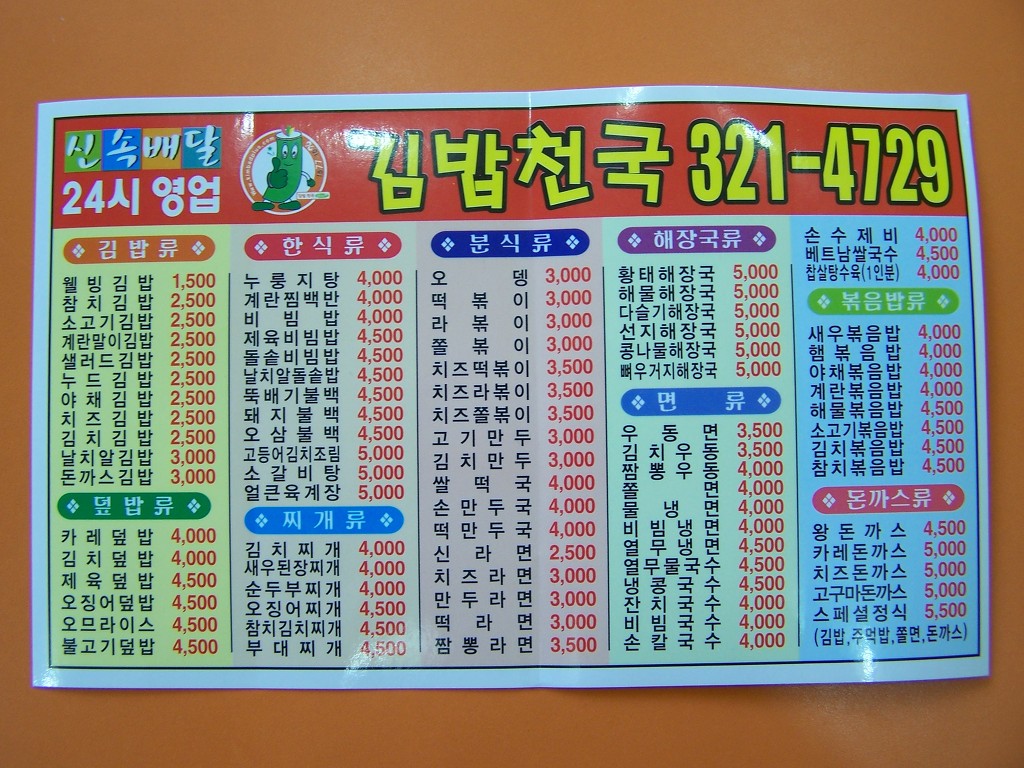 신속배달
24시 영업
김밥천국 321-4729
김밥류
웰빙김밥 1,500
참치김밥 2,500
소고기김밥 2,500
계란말이김밥 2,500
샐러드김밥 2,500
누드김밥 2,500
야채김밥 2,500
치즈김밥 2,500
김치김밥 2,500
날치알김밥 3,000
돈까스김밥 3,000
덮밥류
카레덮밥 4,000
김치덮밥 4,000
제육덮밥 4,500
오징어덮밥 4,500
오므라이스 4,500
불고기덮밥 4,500
한식류
누룽지탕 4,000
계란찜백반 4,000
비빔밥 4,000
제육비빔밥 4,500
돌솥비빔밥 4,500
날치알돌솥밥 4,500
뚝배기불백 4,500
돼지불백 4,500
오삼불백 4,500
고등어김치조림 5,000
소갈비탕 5,000
얼큰육계장 5,000
찌개류
김치찌개 4,000
새우된장찌개 4,000
순두부찌개 4,000
오징어찌개 4,500
참치김치찌개 4,500
부대찌개 4,500
분식류
오뎅 3,000
떡볶이 3,000
라볶이 3,000
쫄볶이 3,000
치즈떡볶이 3,500
치즈라볶이 3,500
치즈쫄볶이 3,500
고기만두 3,000
김치만두 3,000
쌀떡국 4,000
손만두국 4,000
떡만두국 4,000
신라면 2,500
치즈라면 3,000
만두라면 3,000
떡라면 3,000
짬뽕라면 3,500
해장국류
황태해장국 5,000
해물해장국 5,000
다슬기해장국 5,000
선지해장국 5,000
콩나물해장국 5,000
뼈우거지해장국 5,000
면류
우동면 3,500
김치우동 3,500
짬뽕우동 4,000
쫄면 4,000
물냉면 4,000
비빔냉면 4,000
열무냉면 4,500
열무물국수 4,500
냉콩국수 4,500
잔치국수 4,000
비빔국수 4,000
손칼국수 4,000
손수제비 4,000
베트남쌀국수 4,500
찹쌀탕수육(1인분) 4,000
볶음밥류
새우볶음밥 4,000
햄볶음밥 4,000
야채볶음밥 4,000
계란볶음밥 4,000
해물볶음밥 4,500
소고기볶음밥 4,500
김치볶음밥 4,500
참치볶음밥 4,500
돈까스류
왕돈까스 4,500
카레돈까스 5,000
치즈돈까스 5,000
고구마돈까스 5,000
스페셜정식 5,500
(김밥,주먹밥,쫄면,돈까스)